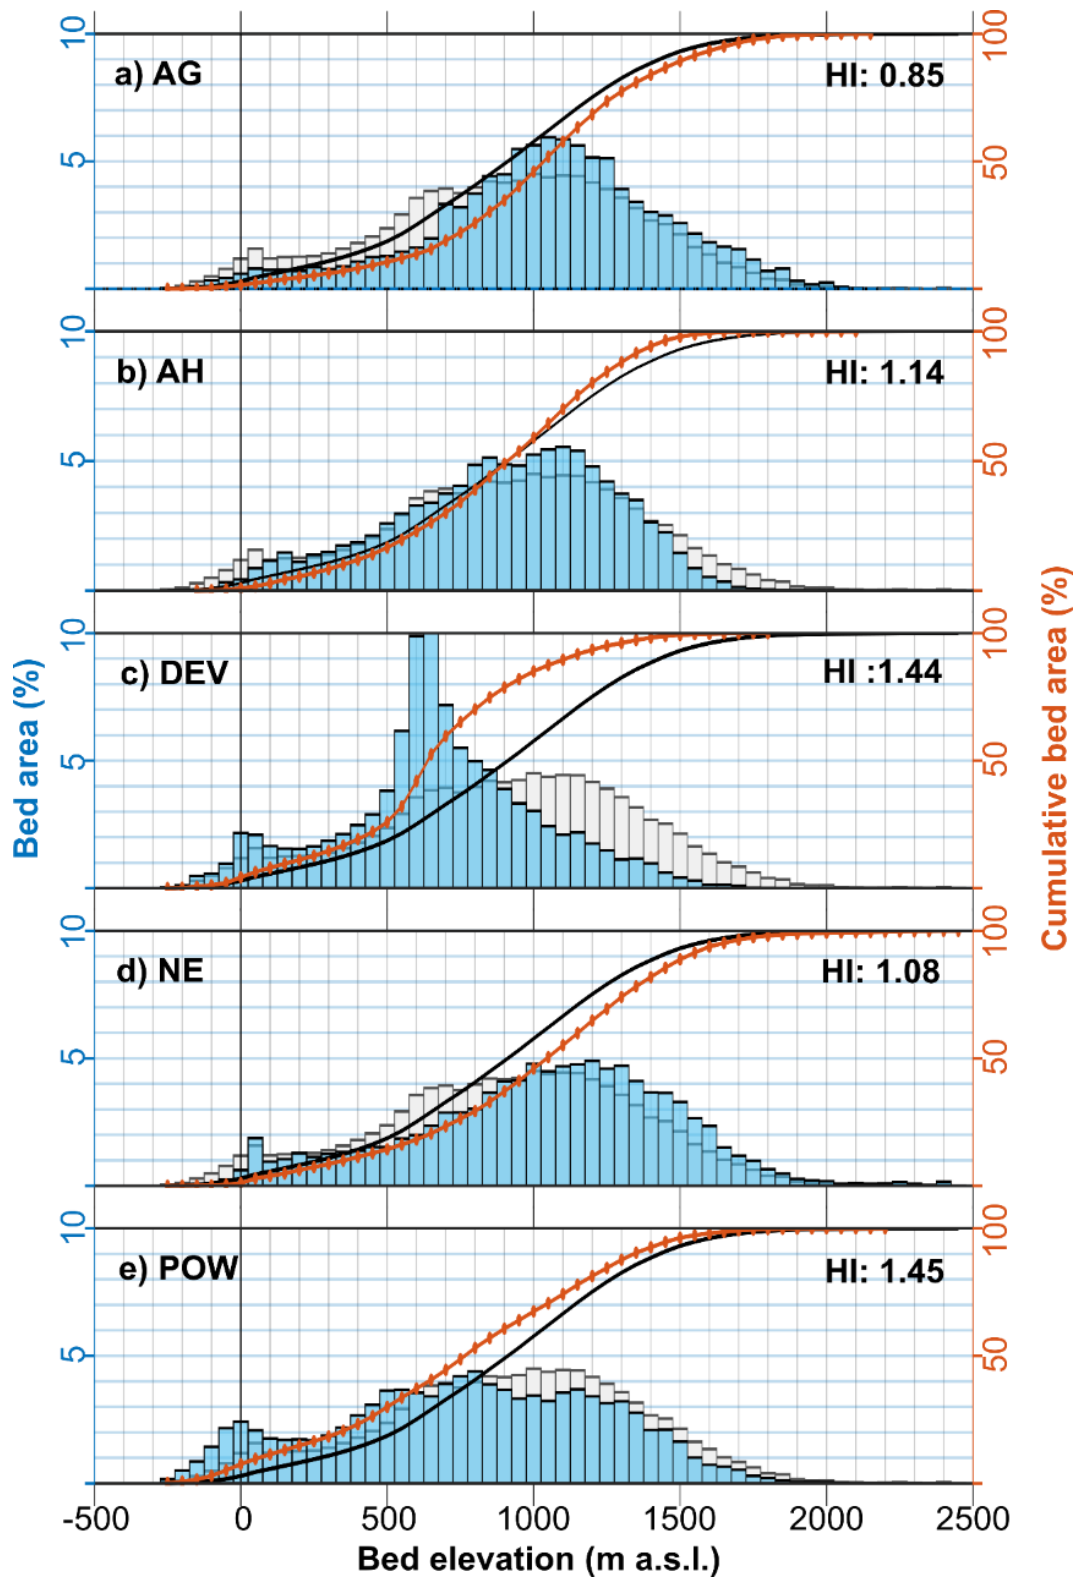 10
100
a) AG
HI: 0.85
5
50
10
100
b) AH
HI: 1.14
5
50
10
100
c) DEV
HI :1.44
5
50
Bed area (%)
Cumulative bed area (%)
10
100
d) NE
HI: 1.08
5
50
10
100
e) POW
HI: 1.45
5
50
-500 0 500 1000 1500 2000 2500
Bed elevation (m a.s.l.)